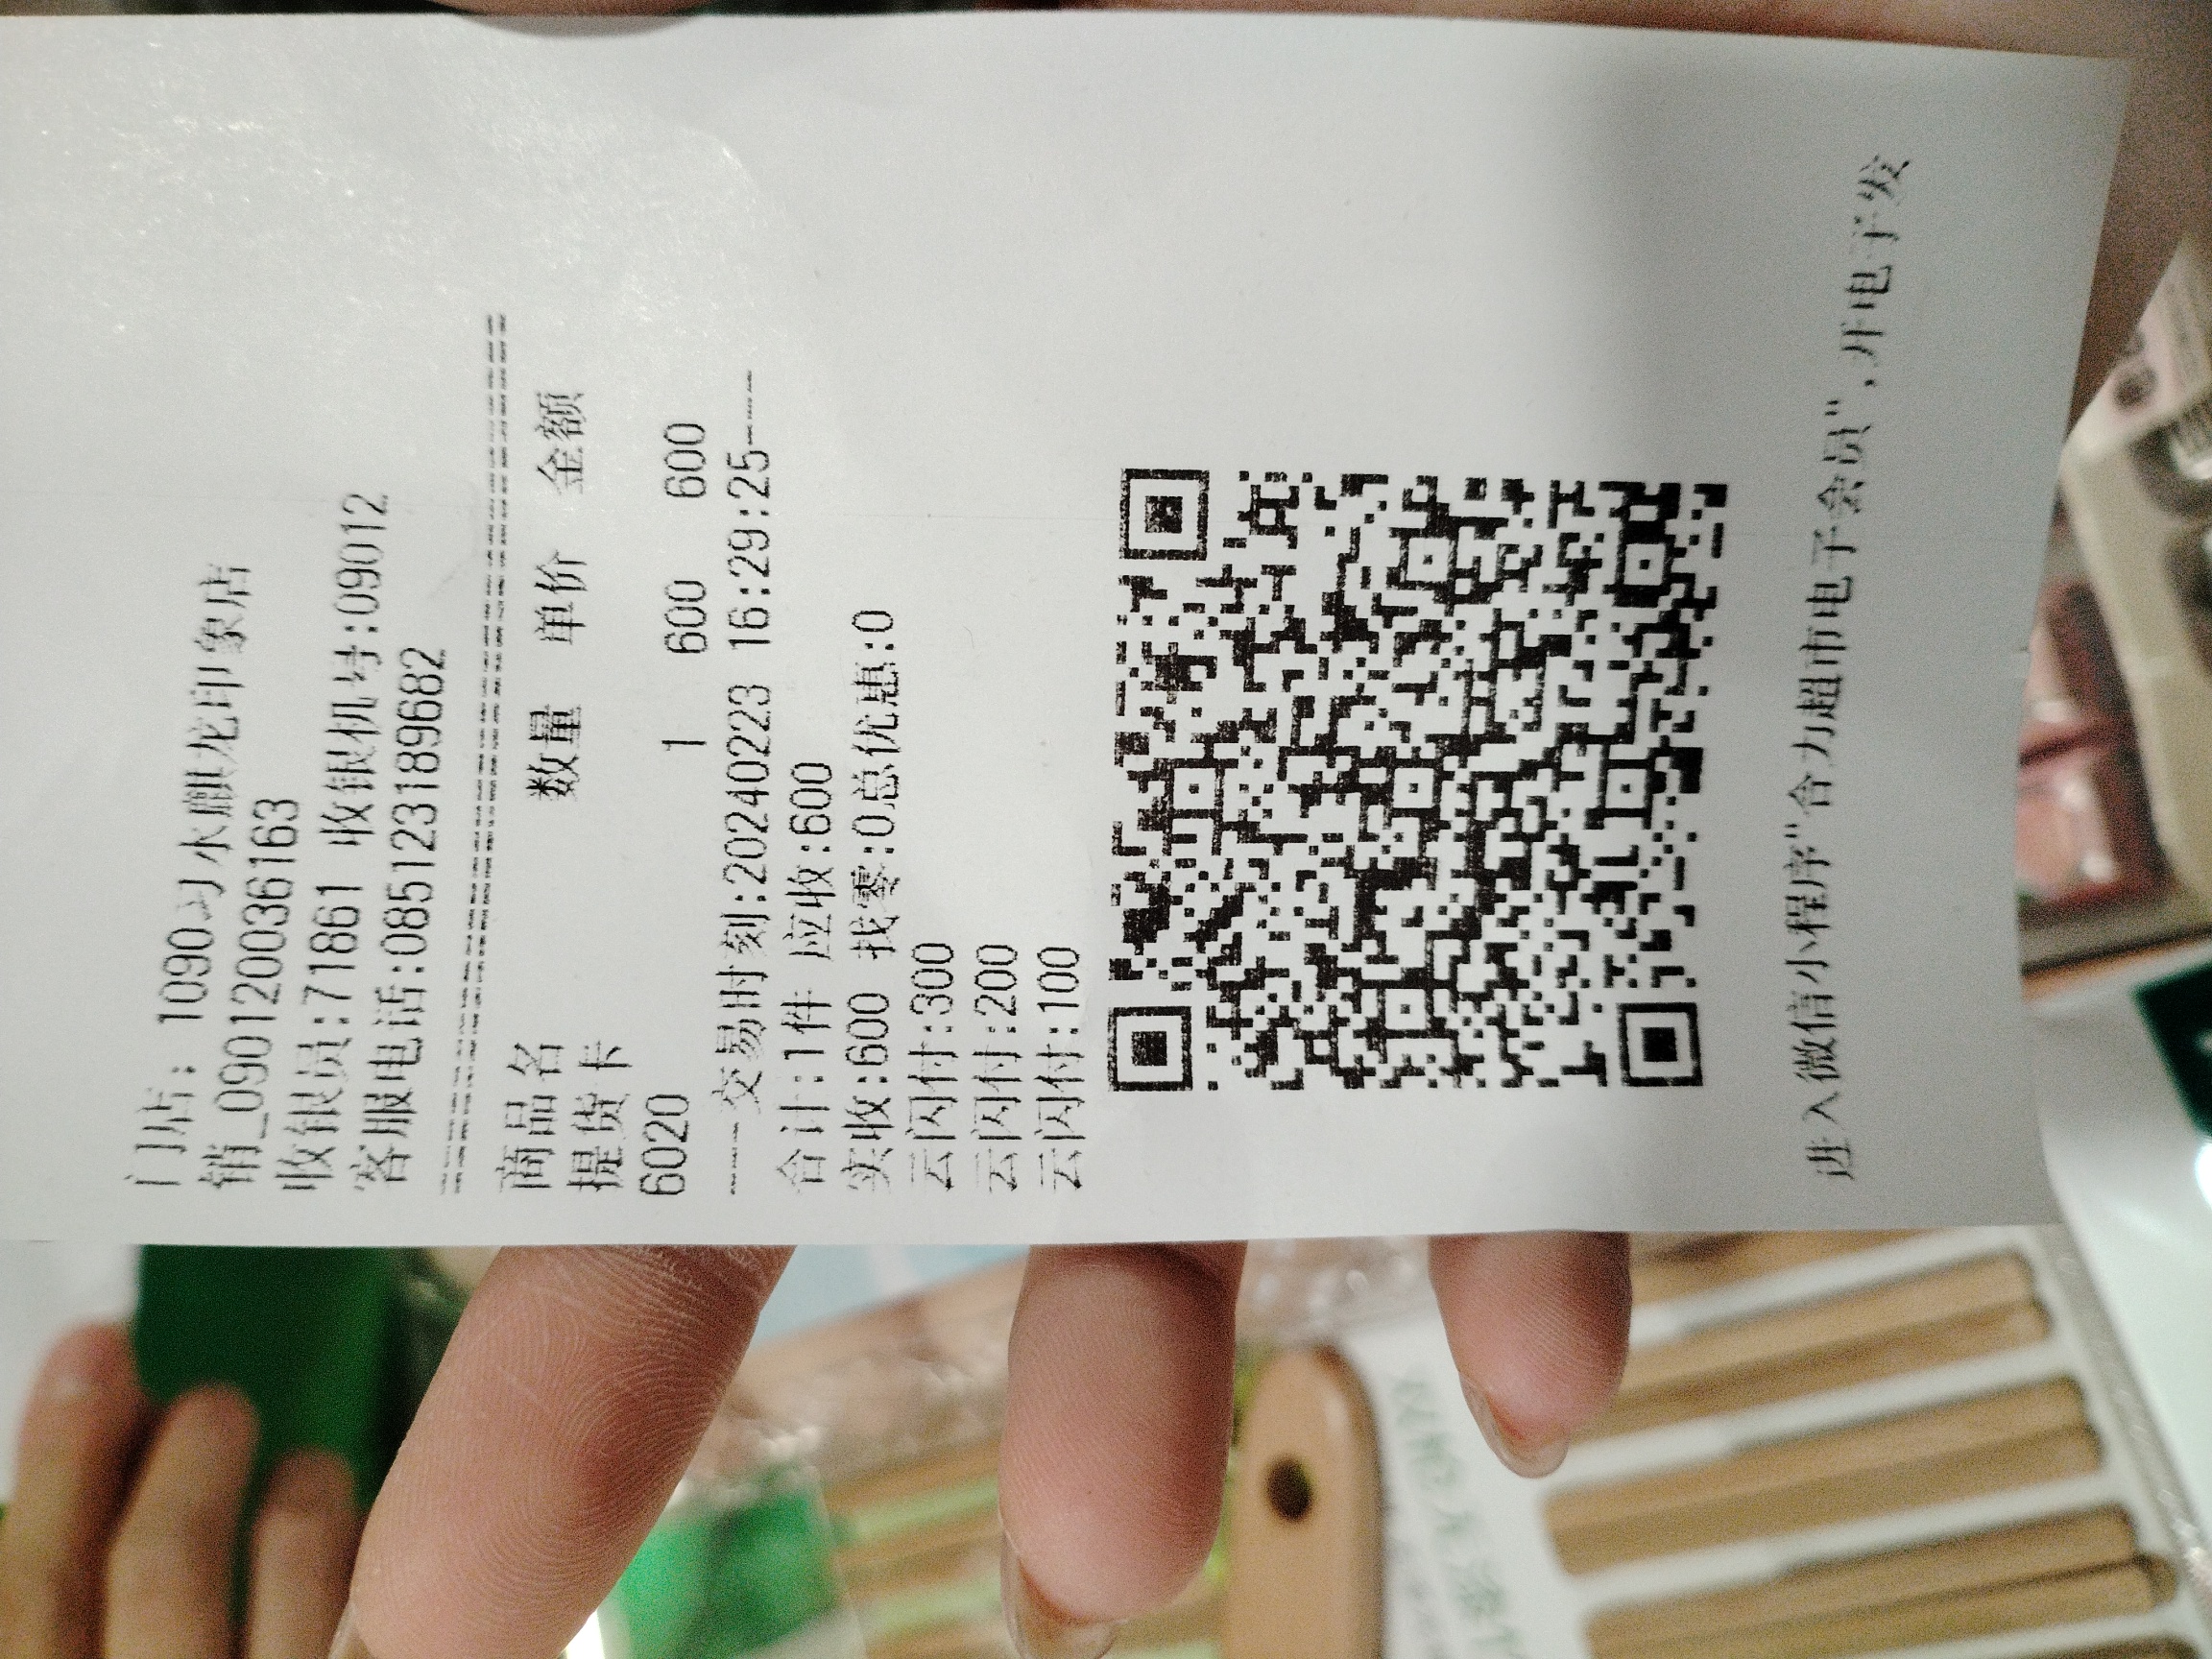 门店: 1090习水麒龙印象店
销_090120036163
收银员:71861 收银机号:09012
客服电话:085123189682
================================
商品名 数量 单价 金额
提货卡
6020 1 600 600
----交易时刻:20240223 16:29:25----
合计:1件 应收:600
实收:600 找零:0总优惠:0
云闪付:300
云闪付:200
云闪付:100
进入微信小程序"合力超市电子会员",开电子发